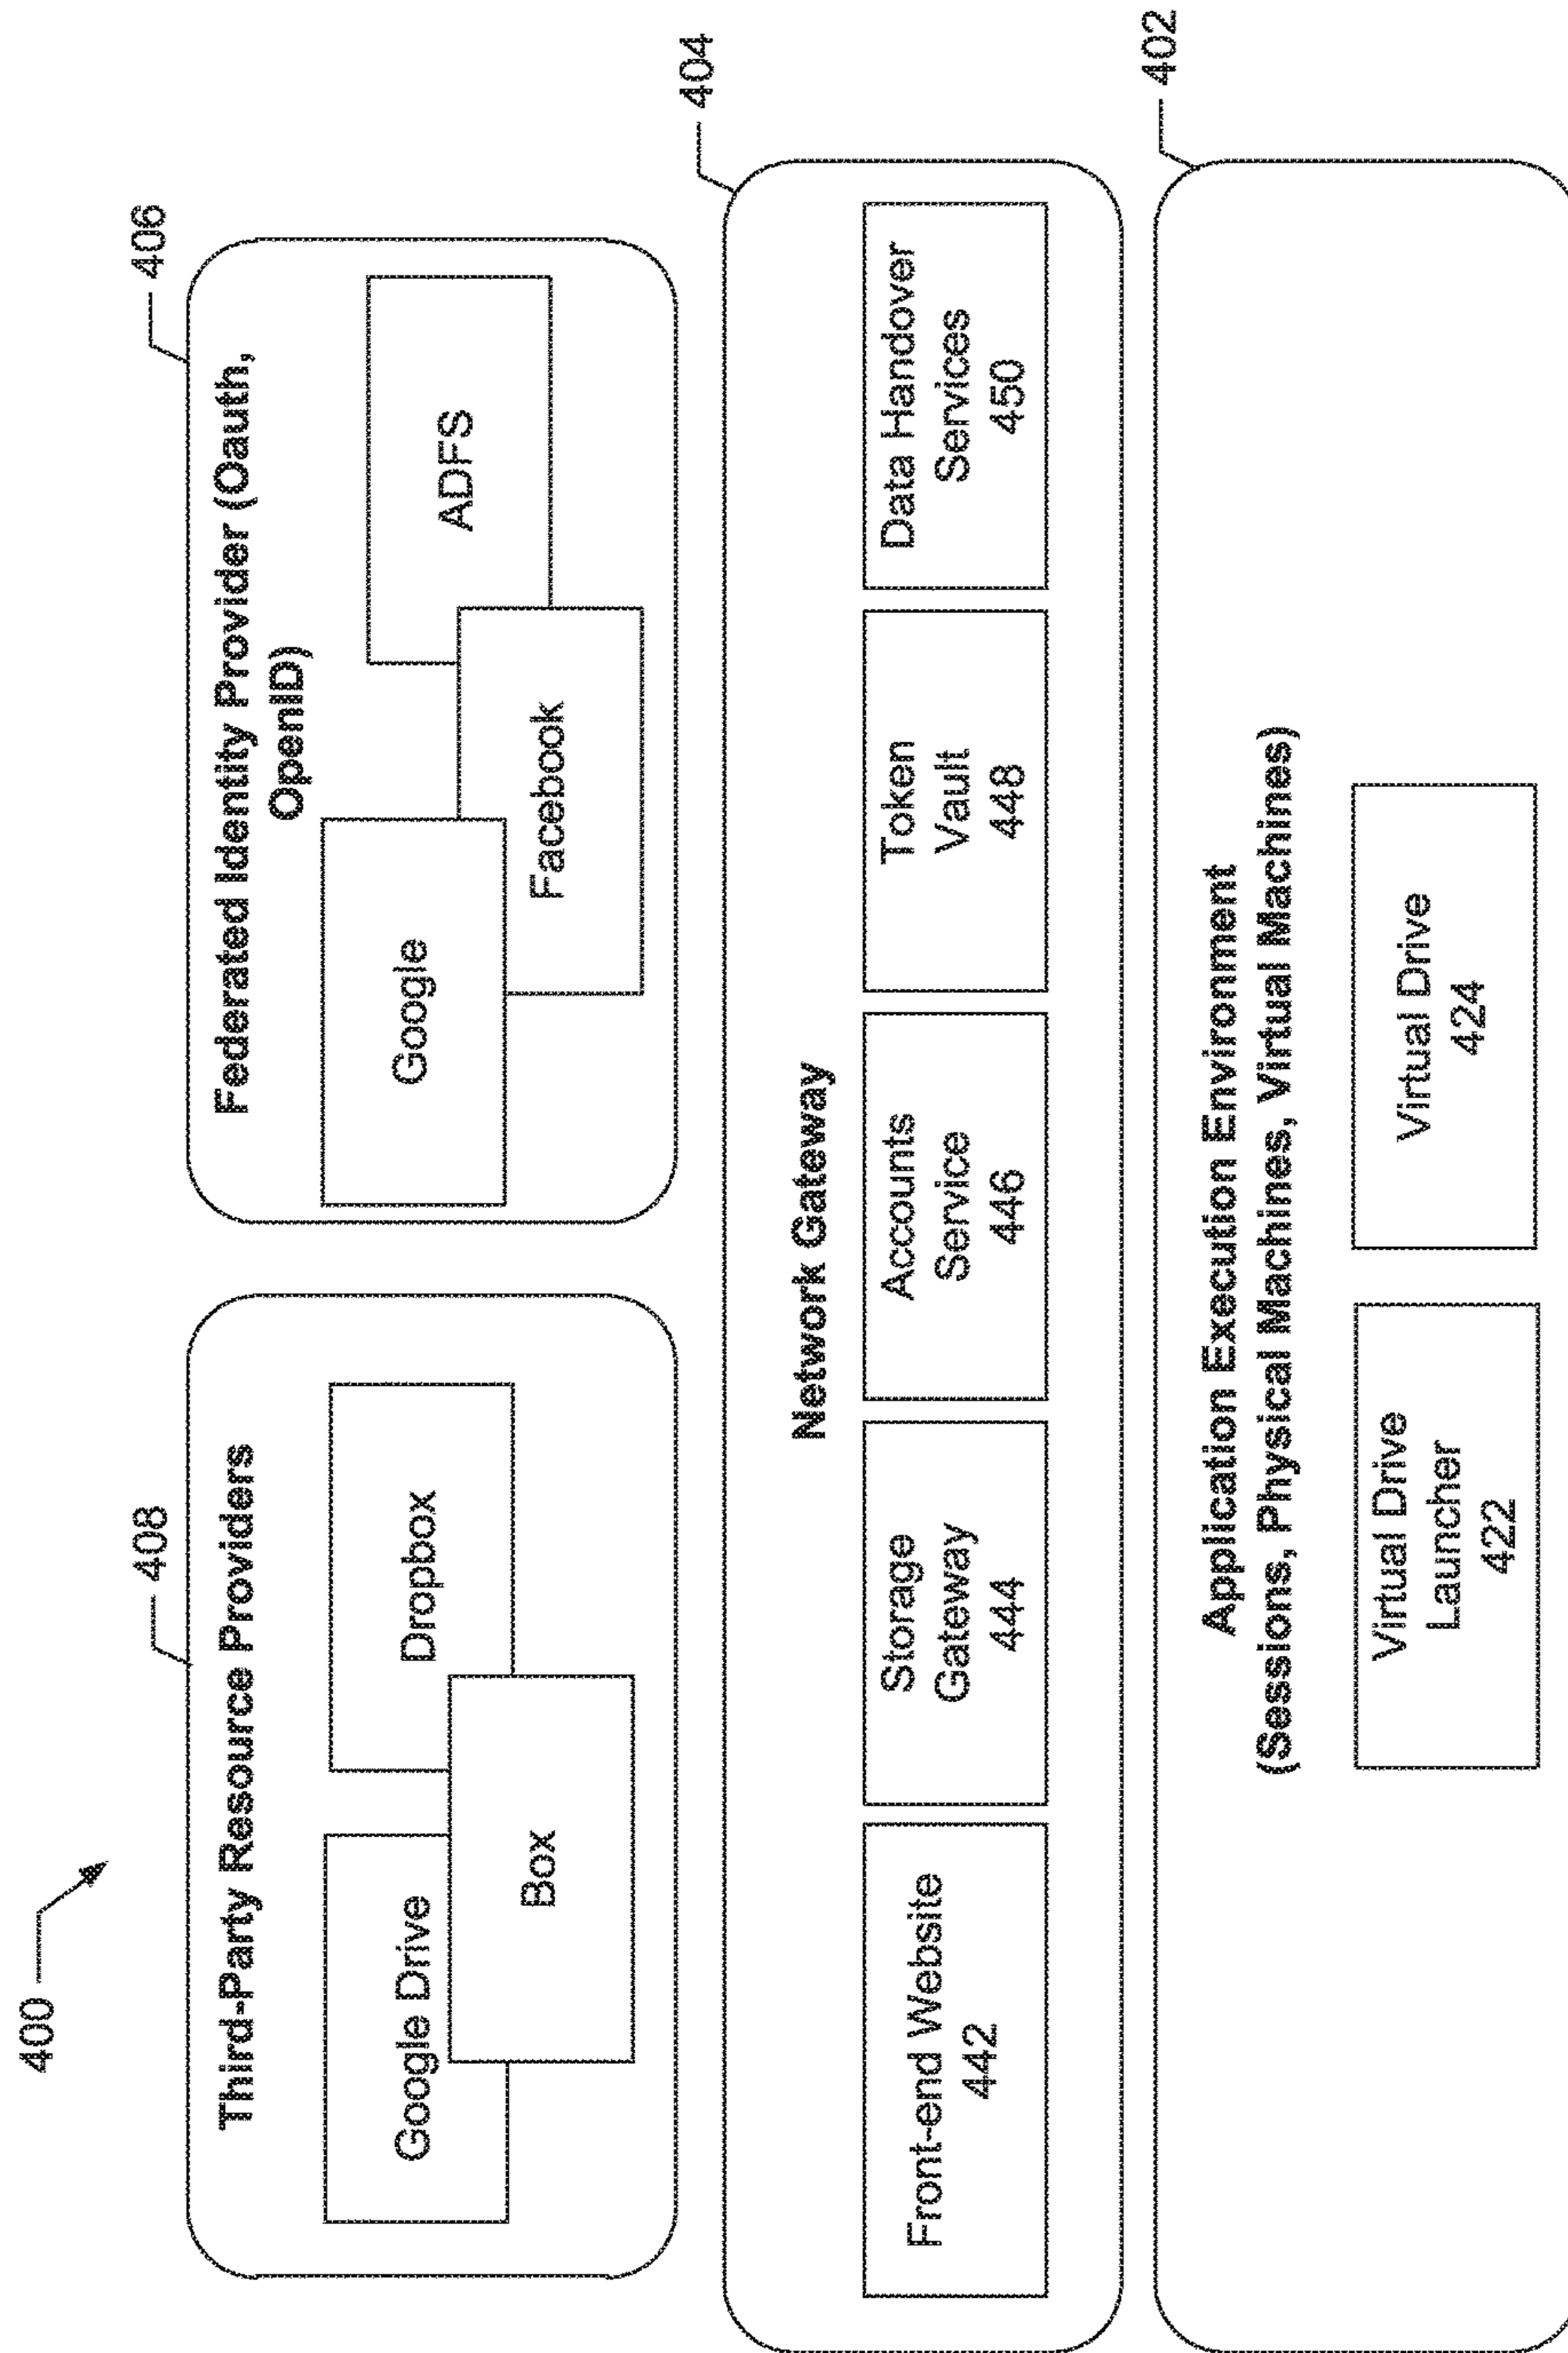 400
408
Third-Party Resource Providers
Google Drive
Dropbox
Box
406
Federated Identity Provider (Oauth,
OpenID)
Google
ADFS
Facebook
404
Network Gateway
Front-end Website
442
Storage
Gateway
444
Accounts
Service
446
Token
Vault
448
Data Handover
Services
450
402
Application Execution Environment
(Sessions, Physical Machines, Virtual Machines)
Virtual Drive
Launcher
422
Virtual Drive
424